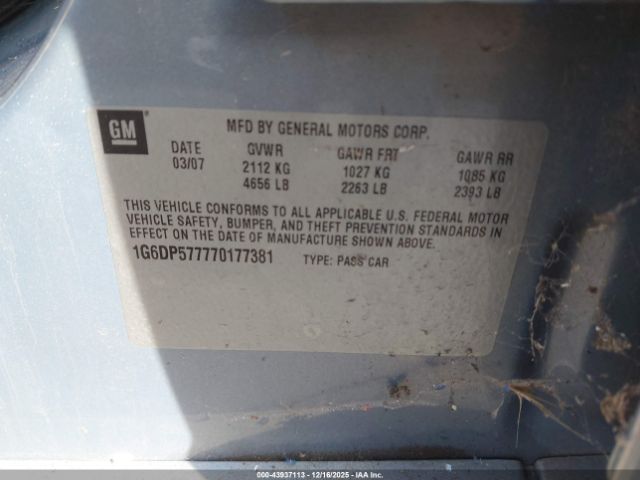 GM
MFD BY GENERAL MOTORS CORP.
DATE GVWR GAWR FRT GAWR RR
03/07 2112 KG 1027 KG 1085 KG
4656 LB 2263 LB 2393 LB
THIS VEHICLE CONFORMS TO ALL APPLICABLE U.S. FEDERAL MOTOR
VEHICLE SAFETY, BUMPER, AND THEFT PREVENTION STANDARDS IN
EFFECT ON THE DATE OF MANUFACTURE SHOWN ABOVE.
1G6DP577770177381 TYPE: PASS CAR
000-43937113 - 12/16/2025 - IAAI.COM